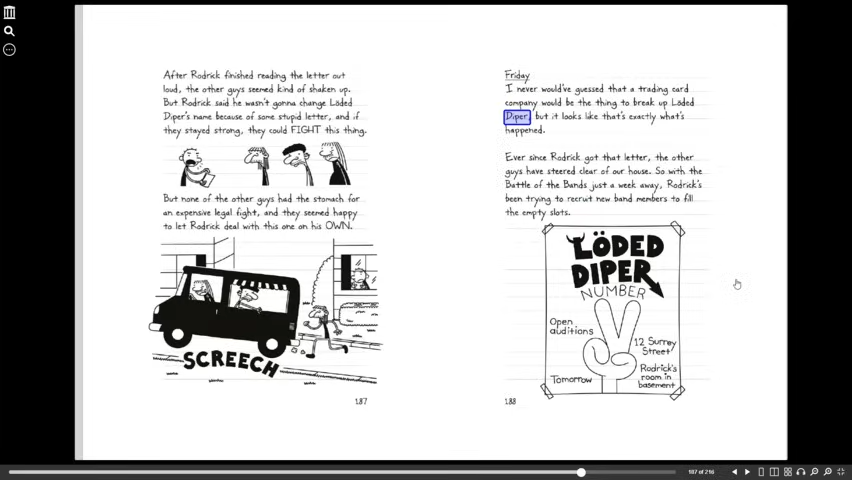 After Rodrick finished reading the letter out
loud, the other guys seemed kind of shaken up.
But Rodrick said he wasn't gonna change Löded
Diper's name because of some stupid letter, and if
they stayed strong, they could FIGHT this thing.
But none of the other guys had the stomach for
an expensive legal fight, and they seemed happy
to let Rodrick deal with this one on his OWN.
SCREECH
187
Friday
I never would've guessed that a trading card
company would be the thing to break up Löded
Diper, but it looks like that's exactly what's
happened.
Ever since Rodrick got that letter, the other
guys have steered clear of our house. So with the
Battle of the Bands just a week away, Rodrick's
been trying to recruit new band members to fill
the empty slots.
LÖDED
DIPER
NUMBER
Open
auditions
12 Surrey
Street
Tomorrow
Rodrick's
room in
basement
188
187 of 216